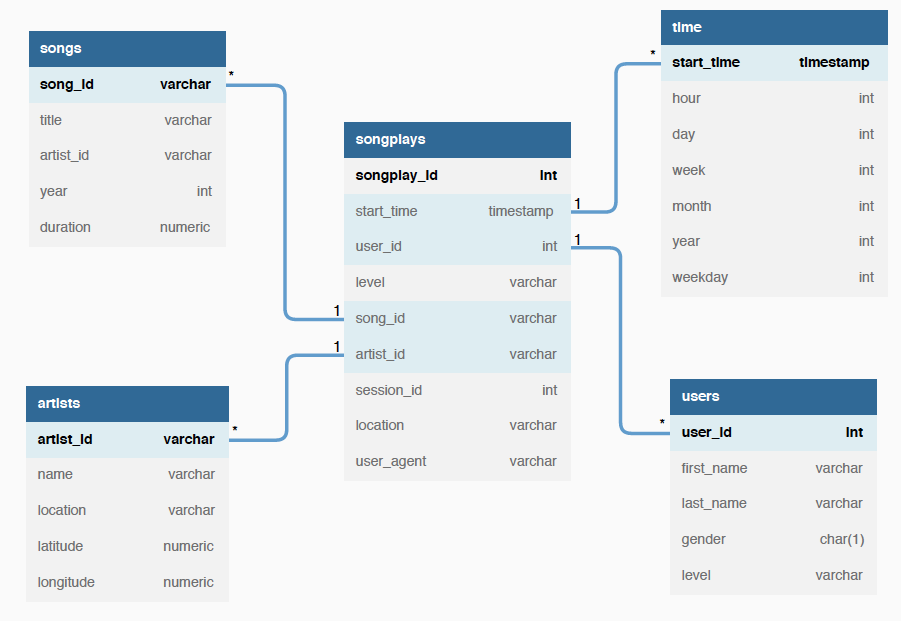 songs
song_id varchar
title varchar
artist_id varchar
year int
duration numeric
*
songplays
songplay_id int
start_time timestamp
user_id int
level varchar
song_id varchar
artist_id varchar
session_id int
location varchar
user_agent varchar
1
1
1
1
time
start_time timestamp
hour int
day int
week int
month int
year int
weekday int
*
artists
artist_id varchar
name varchar
location varchar
latitude numeric
longitude numeric
*
users
user_id int
first_name varchar
last_name varchar
gender char(1)
level varchar
*